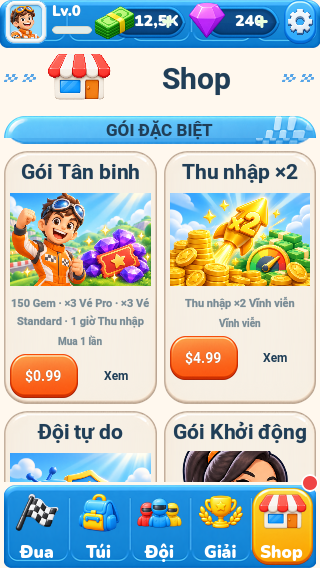 Lv.0
12,5K
240
Shop
GÓI ĐẶC BIỆT
Gói Tân binh
Thu nhập ×2
×2
150 Gem · ×3 Vé Pro · ×3 Vé
Standard · 1 giờ Thu nhập
Mua 1 lần
Thu nhập ×2 Vĩnh viễn
Vĩnh viễn
$0.99
Xem
$4.99
Xem
Đội tự do
Gói Khởi động
Đua
Túi
Đội
Giải
Shop